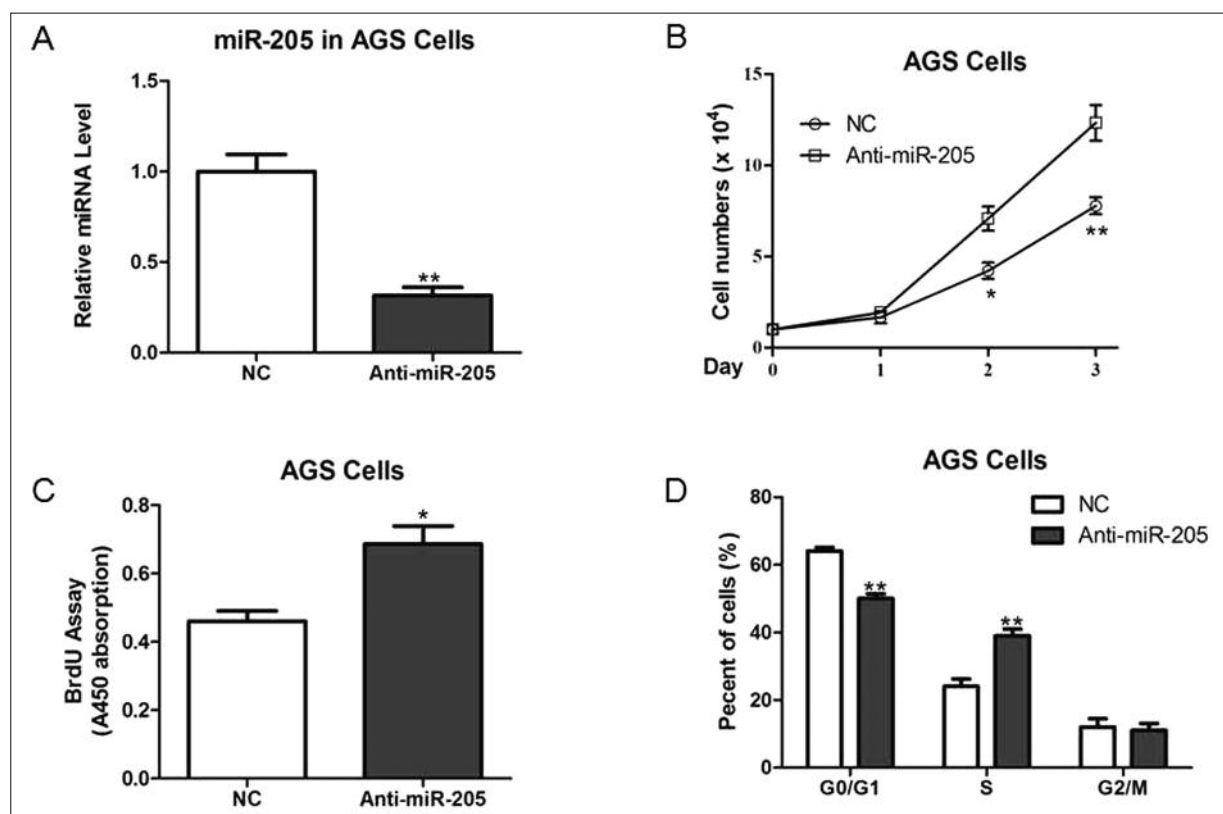 A
miR-205 in AGS Cells
Relative miRNA Level
1.5
1.0
0.5
0.0
**
NC
Anti-miR-205
B
AGS Cells
Cell numbers (x 10⁴)
15
10
5
0
NC
Anti-miR-205
*
**
Day
0 1 2 3
C
AGS Cells
BrdU Assay
(A450 absorption)
0.8
0.6
0.4
0.2
0.0
*
NC
Anti-miR-205
D
AGS Cells
Pecent of cells (%)
80
60
40
20
0
NC
Anti-miR-205
**
**
G0/G1
S
G2/M